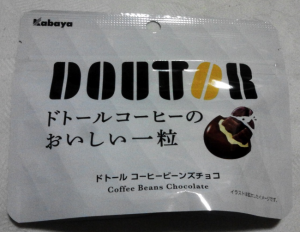 Kabaya
DOUTOR
ドトールコーヒーの
おいしい一粒
ドトール コーヒービーンズチョコ
Coffee Beans Chocolate